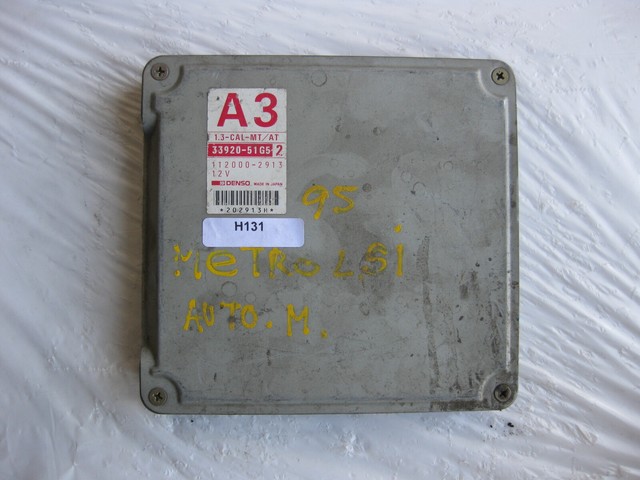 A3
1.3-CAL-MT/AT
33920-51G5 2
112000-2913
12V
DENSO MADE IN JAPAN
*202913H*
H131
95
METRO LSi
AUTO.M.